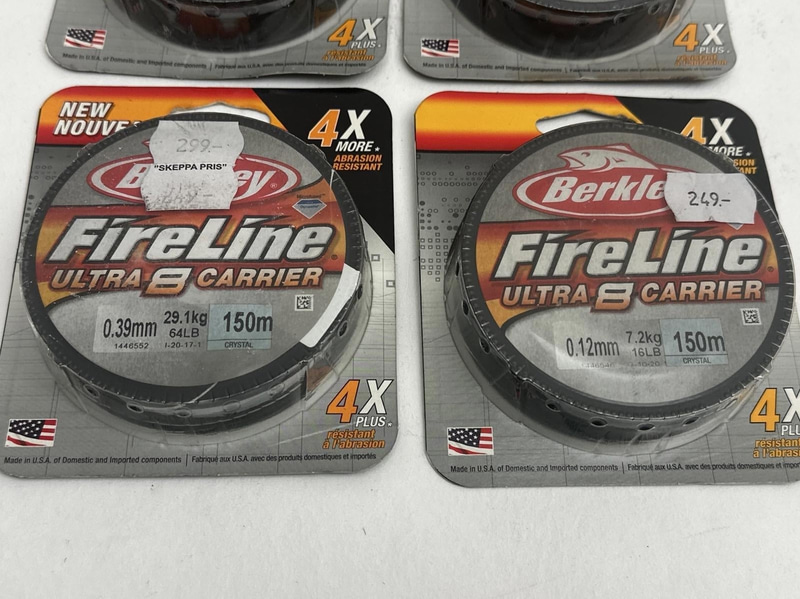 4X
PLUS
résistant
à l'abrasion
Made in U.S.A. of Domestic and Imported components
4X
PLUS
NEW
NOUVE
4X
MORE
ABRASION
RESISTANT
299.-
"SKEPPA PRIS"
Berkley
FireLine
ULTRA 8 CARRIER
0.39mm
29.1kg
64LB
150m
1446552
CRYSTAL
4X
PLUS
résistant
à l'abrasion
Made in U.S.A. of Domestic and Imported components | Fabriqué aux U.S.A. avec des produits domestiques et importés
4X
MORE
Berkle
249.-
FireLine
ULTRA 8 CARRIER
0.12mm
7.2kg
16LB
150m
CRYSTAL
4X
PLU
résistan
à l'abrasion
Made in U.S.A. of Domestic and Imported components | Fabriqué aux U.S.A. avec des produits domestiques et importés